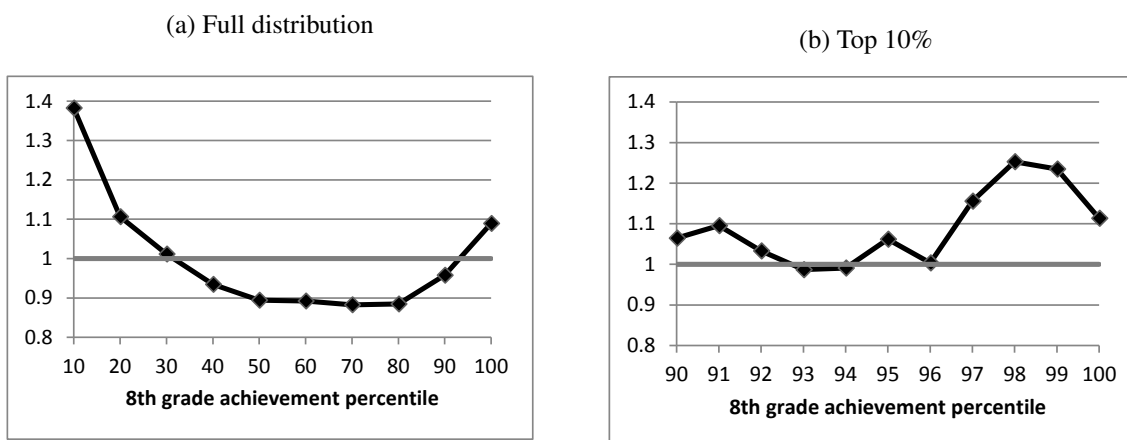 (a) Full distribution
1.4
1.3
1.2
1.1
1
0.9
0.8
10 20 30 40 50 60 70 80 90 100
8th grade achievement percentile
(b) Top 10%
1.4
1.3
1.2
1.1
1
0.9
0.8
90 91 92 93 94 95 96 97 98 99 100
8th grade achievement percentile